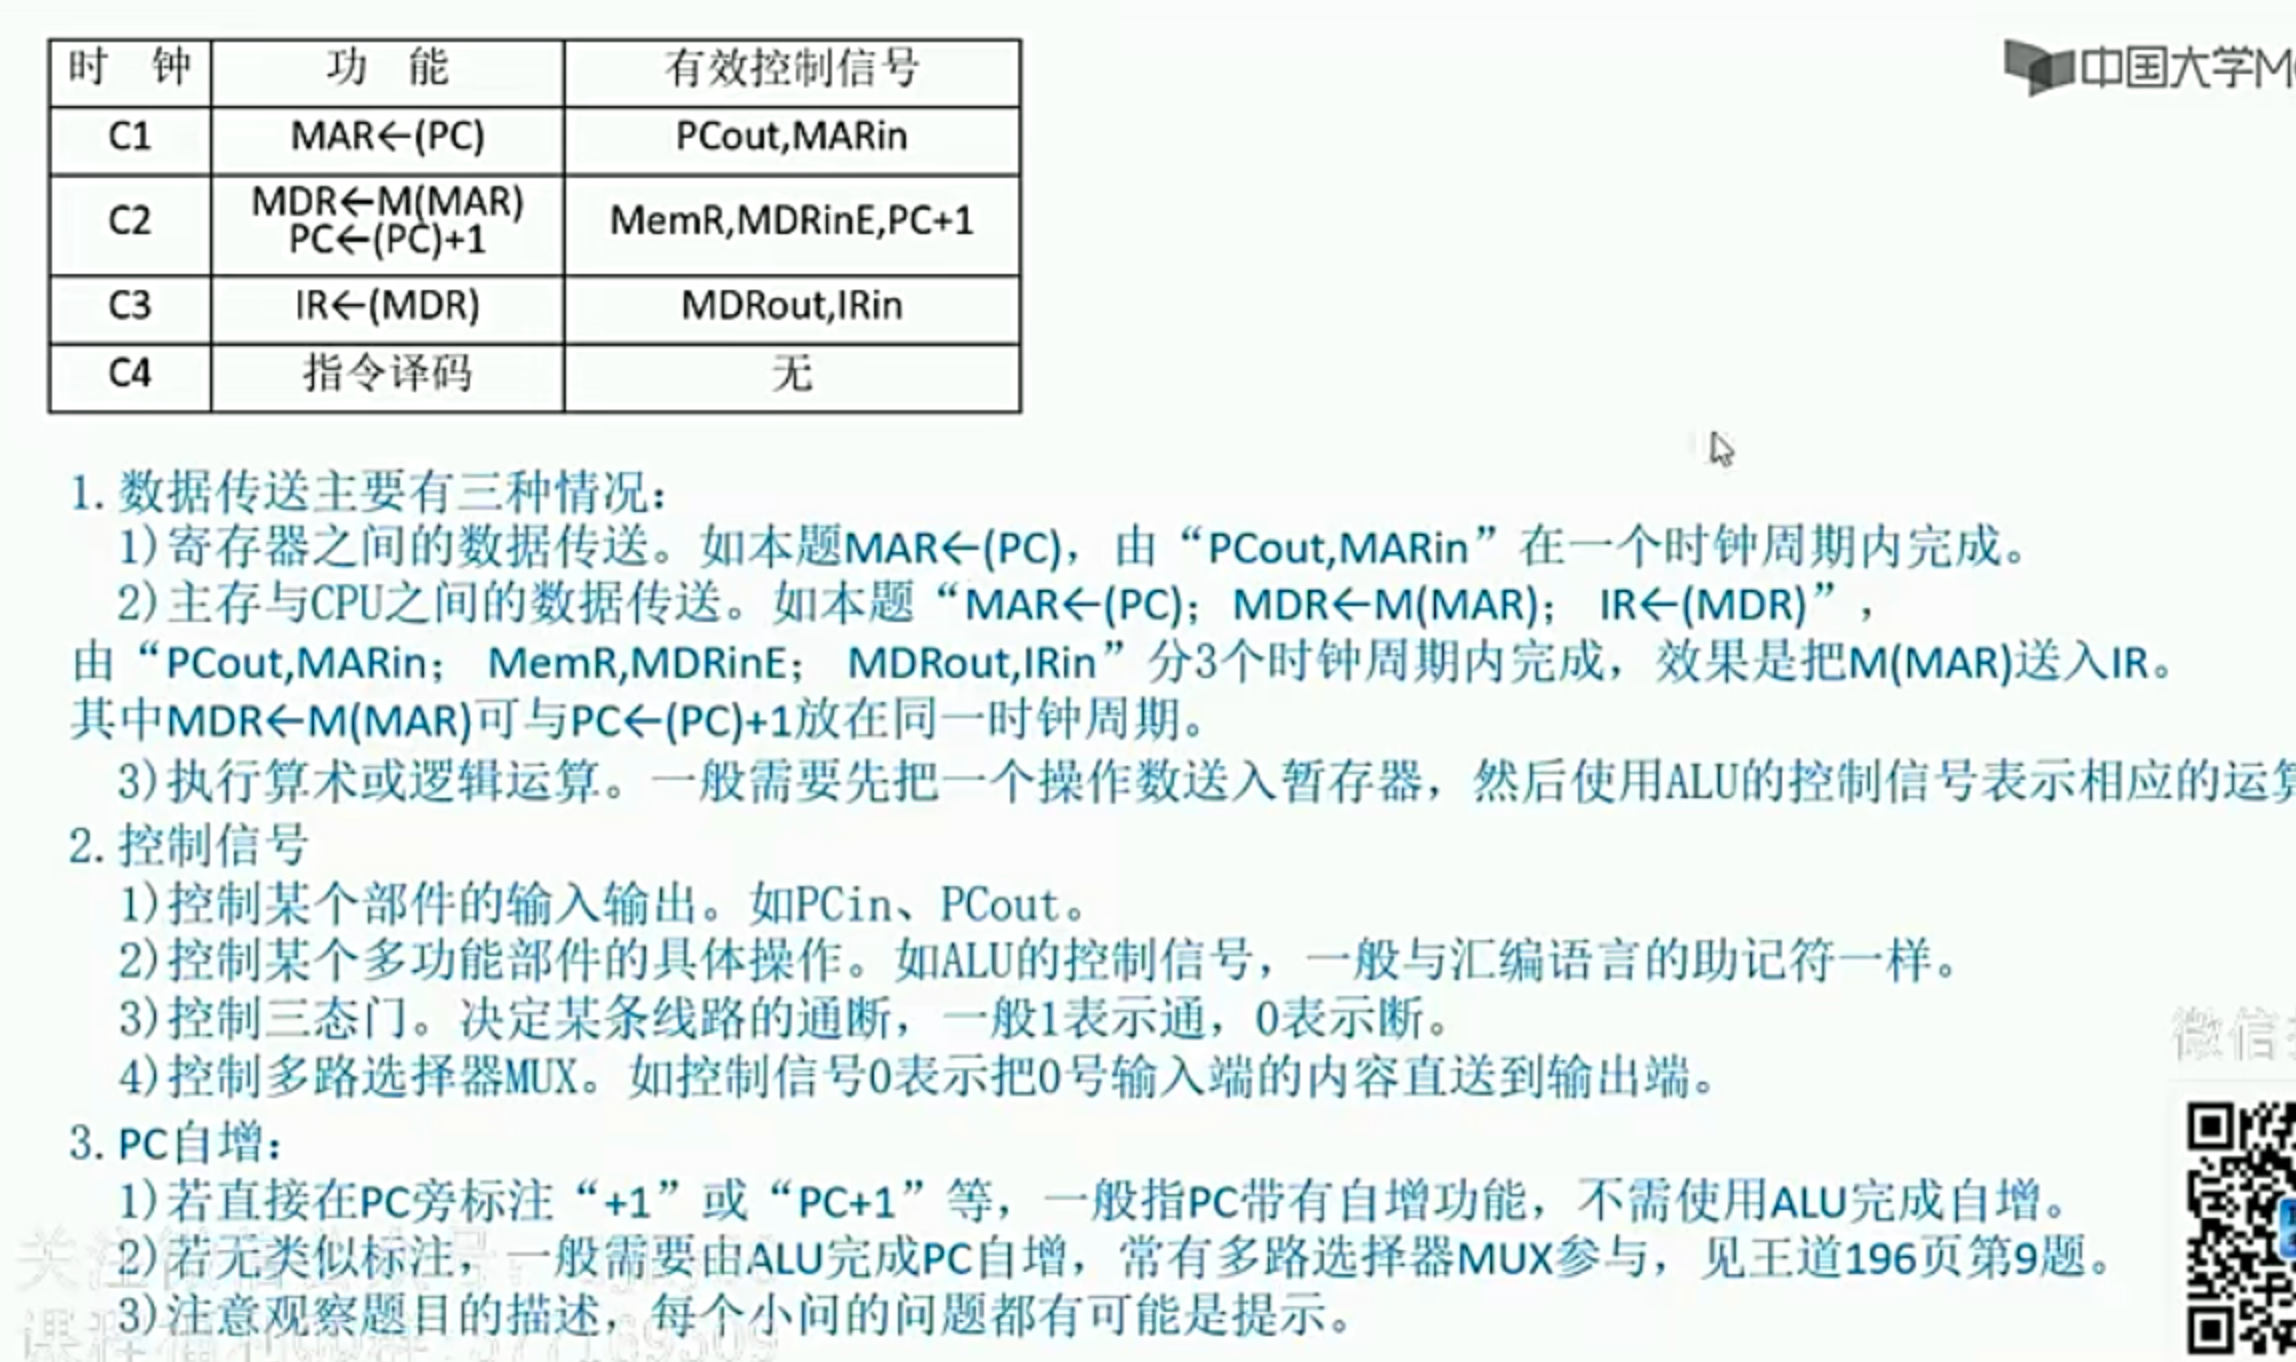 时 钟 功 能 有效控制信号
C1 MAR←(PC) PCout,MARin
C2 MDR←M(MAR) PC←(PC)+1 MemR,MDRinE,PC+1
C3 IR←(MDR) MDRout,IRin
C4 指令译码 无
中国大学M
1. 数据传送主要有三种情况：
1)寄存器之间的数据传送。如本题MAR←(PC)，由“PCout,MARin”在一个时钟周期内完成。
2)主存与CPU之间的数据传送。如本题“MAR←(PC)；MDR←M(MAR)； IR←(MDR)”，
由“PCout,MARin； MemR,MDRinE； MDRout,IRin”分3个时钟周期内完成，效果是把M(MAR)送入IR。
其中MDR←M(MAR)可与PC←(PC)+1放在同一时钟周期。
3)执行算术或逻辑运算。一般需要先把一个操作数送入暂存器，然后使用ALU的控制信号表示相应的运算
2. 控制信号
1)控制某个部件的输入输出。如PCin、PCout。
2)控制某个多功能部件的具体操作。如ALU的控制信号，一般与汇编语言的助记符一样。
3)控制三态门。决定某条线路的通断，一般1表示通，0表示断。
4)控制多路选择器MUX。如控制信号0表示把0号输入端的内容直送到输出端。
微信
3. PC自增：
1)若直接在PC旁标注“+1”或“PC+1”等，一般指PC带有自增功能，不需使用ALU完成自增。
2)若无类似标注，一般需要由ALU完成PC自增，常有多路选择器MUX参与，见王道196页第9题。
3)注意观察题目的描述，每个小问的问题都有可能是提示。